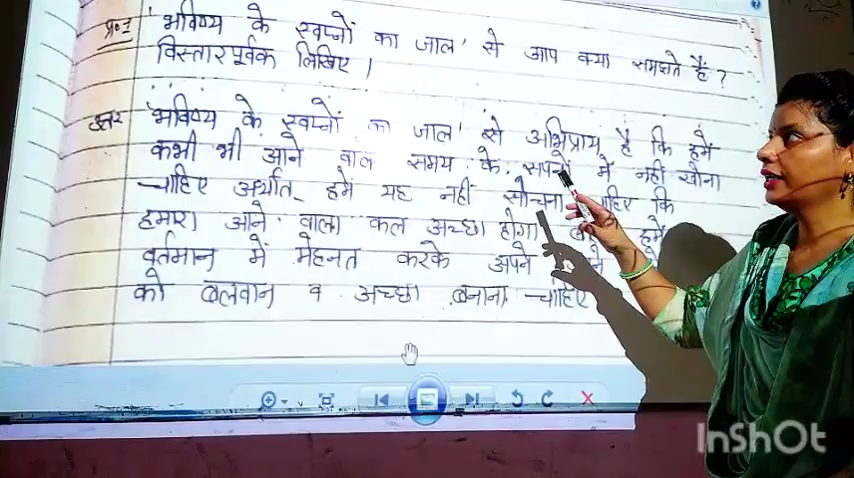 प्र०1 'भविष्य के स्वप्नों का जाल' से आप क्या समझते हैं?
विस्तारपूर्वक लिखिए।
उत्तर 'भविष्य के स्वप्नों का जाल' से अभिप्राय है कि हमें
कभी भी आने वाल समय के सपनों में नहीं खोना
चाहिए अर्थात् हमें यह नहीं सोचना चाहिए कि
हमारा आने वाला कल अच्छा होगा हमें
वर्तमान में मेहनत करके अपने
को बलवान व अच्छा बनाना चाहिए
InShOt